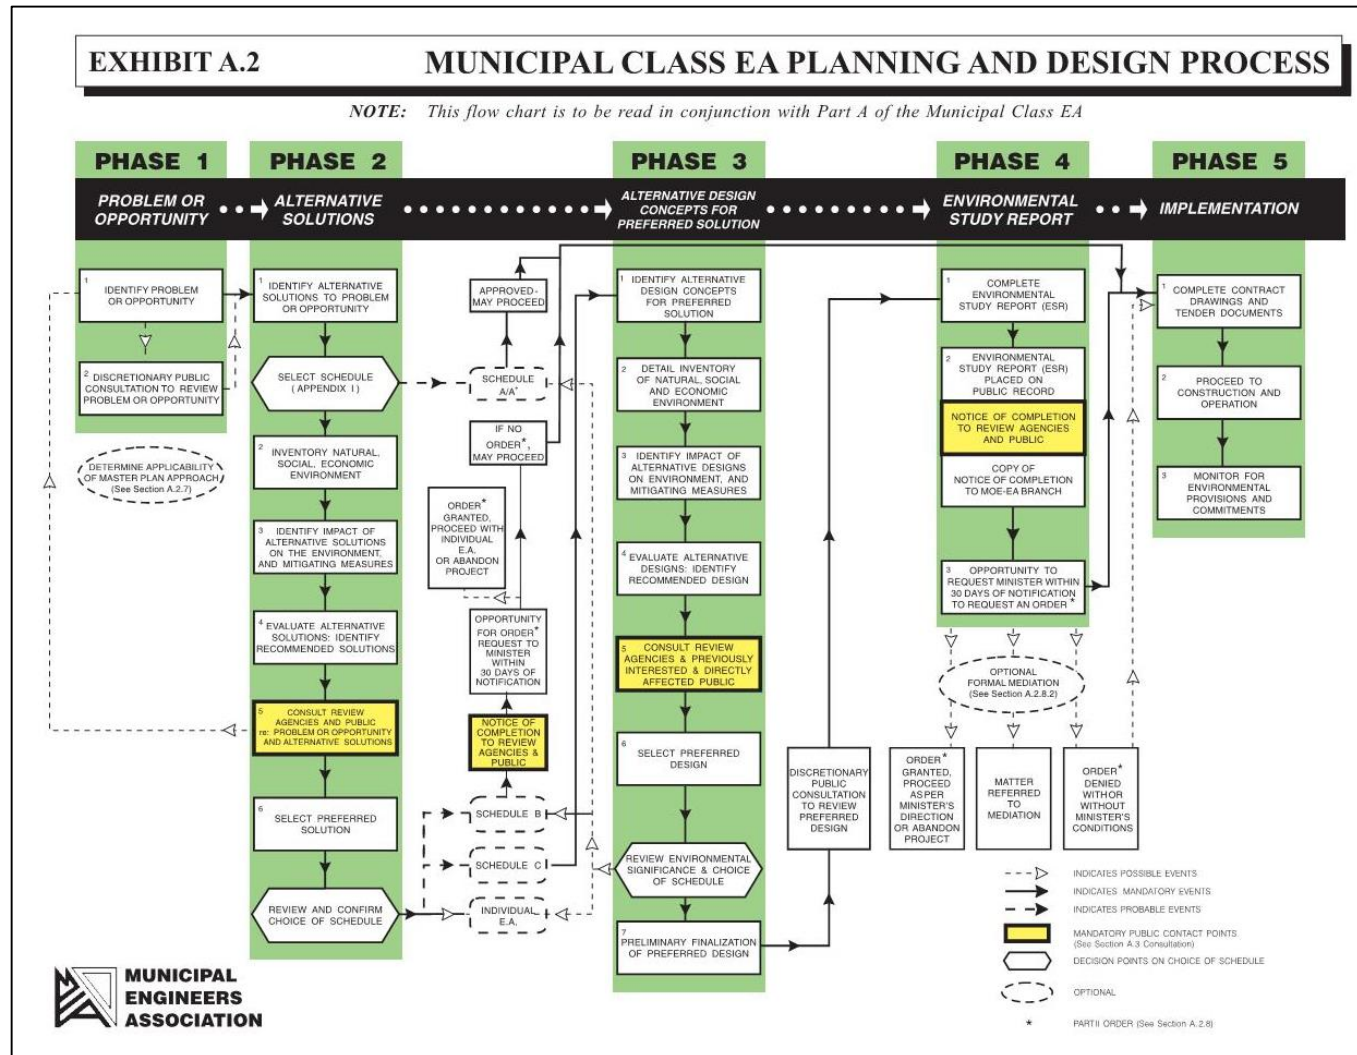 EXHIBIT A.2
MUNICIPAL CLASS EA PLANNING AND DESIGN PROCESS
NOTE: This flow chart is to be read in conjunction with Part A of the Municipal Class EA
PHASE 1
PROBLEM OR
OPPORTUNITY
1
IDENTIFY PROBLEM
OR OPPORTUNITY
2
DISCRETIONARY PUBLIC
CONSULTATION TO REVIEW
PROBLEM OR OPPORTUNITY
DETERMINE APPLICABILITY
OF MASTER PLAN APPROACH
(See Section A.2.7)
PHASE 2
ALTERNATIVE
SOLUTIONS
1
IDENTIFY ALTERNATIVE
SOLUTIONS TO PROBLEM
OR OPPORTUNITY
SELECT SCHEDULE
(APPENDIX I)
2
INVENTORY NATURAL,
SOCIAL, ECONOMIC
ENVIRONMENT
3
IDENTIFY IMPACT OF
ALTERNATIVE SOLUTIONS
ON THE ENVIRONMENT,
AND MITIGATING MEASURES
4
EVALUATE ALTERNATIVE
SOLUTIONS: IDENTIFY
RECOMMENDED SOLUTIONS
5
CONSULT REVIEW
AGENCIES AND PUBLIC
re: PROBLEM OR OPPORTUNITY
AND ALTERNATIVE SOLUTIONS
6
SELECT PREFERRED
SOLUTION
REVIEW AND CONFIRM
CHOICE OF SCHEDULE
APPROVED-
MAY PROCEED
SCHEDULE
A/A+
IF NO
ORDER*,
MAY PROCEED
ORDER*
GRANTED,
PROCEED WITH
INDIVIDUAL
E.A.
OR ABANDON
PROJECT
OPPORTUNITY
FOR ORDER*
REQUEST TO
MINISTER
WITHIN
30 DAYS OF
NOTIFICATION
NOTICE OF
COMPLETION
TO REVIEW
AGENCIES &
PUBLIC
SCHEDULE B
SCHEDULE C
INDIVIDUAL
E.A.
PHASE 3
ALTERNATIVE DESIGN
CONCEPTS FOR
PREFERRED SOLUTION
1
IDENTIFY ALTERNATIVE
DESIGN CONCEPTS
FOR PREFERRED
SOLUTION
2
DETAIL INVENTORY
OF NATURAL, SOCIAL
AND ECONOMIC
ENVIRONMENT
3
IDENTIFY IMPACT OF
ALTERNATIVE DESIGNS
ON ENVIRONMENT, AND
MITIGATING MEASURES
4
EVALUATE ALTERNATIVE
DESIGNS: IDENTIFY
RECOMMENDED DESIGN
5
CONSULT REVIEW
AGENCIES & PREVIOUSLY
INTERESTED & DIRECTLY
AFFECTED PUBLIC
6
SELECT PREFERRED
DESIGN
REVIEW ENVIRONMENTAL
SIGNIFICANCE & CHOICE
OF SCHEDULE
7
PRELIMINARY FINALIZATION
OF PREFERRED DESIGN
DISCRETIONARY
PUBLIC
CONSULTATION
TO REVIEW
PREFERRED
DESIGN
PHASE 4
ENVIRONMENTAL
STUDY REPORT
1
COMPLETE
ENVIRONMENTAL
STUDY REPORT (ESR)
2
ENVIRONMENTAL
STUDY REPORT (ESR)
PLACED ON
PUBLIC RECORD
NOTICE OF COMPLETION
TO REVIEW AGENCIES
AND PUBLIC
COPY OF
NOTICE OF COMPLETION
TO MOE-EA BRANCH
3
OPPORTUNITY TO
REQUEST MINISTER WITHIN
30 DAYS OF NOTIFICATION
TO REQUEST AN ORDER*
OPTIONAL
FORMAL MEDIATION
(See Section A.2.8.2)
ORDER*
GRANTED,
PROCEED AS PER
MINISTER'S
DIRECTION
OR ABANDON
PROJECT
MATTER
REFERRED
TO
MEDIATION
ORDER*
DENIED
WITH OR
WITHOUT
MINISTER'S
CONDITIONS
PHASE 5
IMPLEMENTATION
1
COMPLETE CONTRACT
DRAWINGS AND
TENDER DOCUMENTS
2
PROCEED TO
CONSTRUCTION AND
OPERATION
3
MONITOR FOR
ENVIRONMENTAL
PROVISIONS AND
COMMITMENTS
INDICATES POSSIBLE EVENTS
INDICATES MANDATORY EVENTS
INDICATES PROBABLE EVENTS
MANDATORY PUBLIC CONTACT POINTS
(See Section A.3 Consultation)
DECISION POINTS ON CHOICE OF SCHEDULE
OPTIONAL
* PART II ORDER (See Section A.2.8)
MUNICIPAL
ENGINEERS
ASSOCIATION